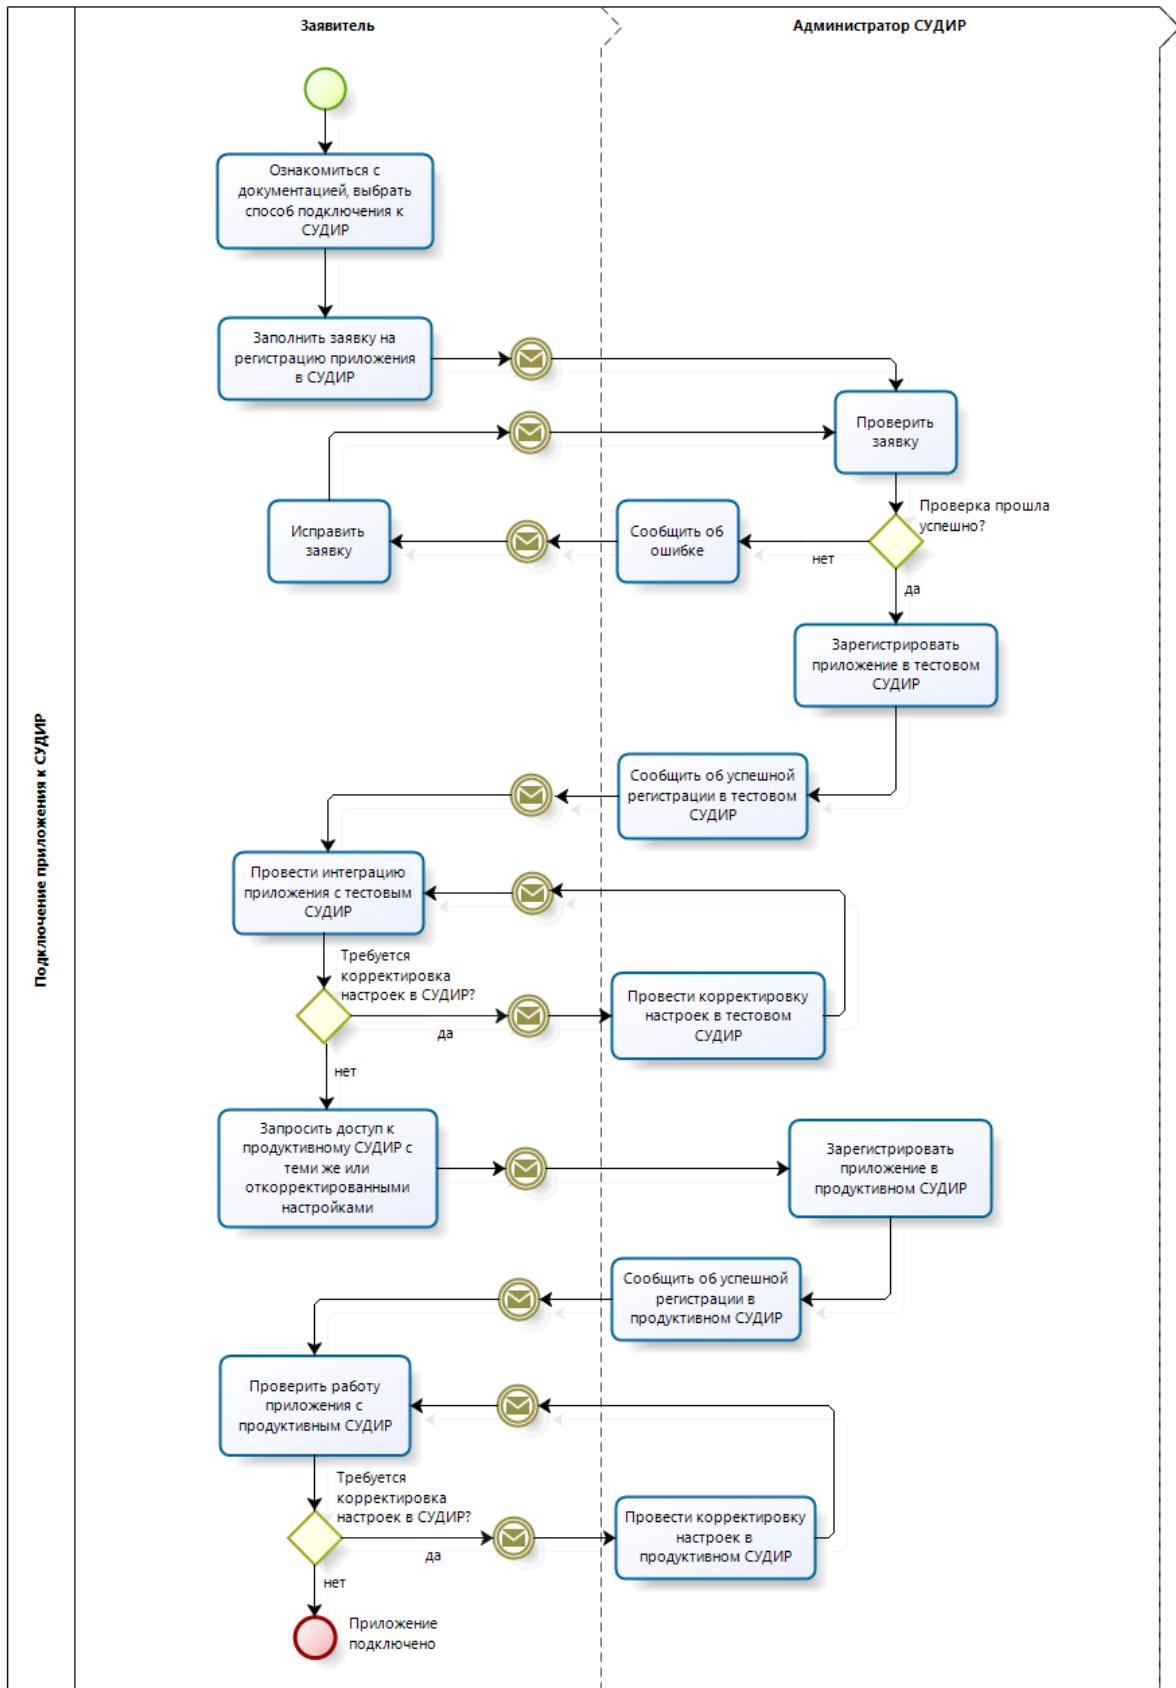 Заявитель
Администратор СУДИР
Подключение приложения к СУДИР
Ознакомиться с
документацией, выбрать
способ подключения к
СУДИР
Заполнить заявку на
регистрацию приложения
в СУДИР
Проверить
заявку
Проверка прошла
успешно?
Исправить
заявку
Сообщить об
ошибке
нет
да
Зарегистрировать
приложение в тестовом
СУДИР
Сообщить об успешной
регистрации в тестовом
СУДИР
Провести интеграцию
приложения с тестовым
СУДИР
Требуется
корректировка
настроек в СУДИР?
да
Провести корректировку
настроек в тестовом
СУДИР
нет
Запросить доступ к
продуктивному СУДИР с
теми же или
откорректированными
настройками
Зарегистрировать
приложение в
продуктивном СУДИР
Сообщить об успешной
регистрации в
продуктивном СУДИР
Проверить работу
приложения с
продуктивным СУДИР
Требуется
корректировка
настроек в СУДИР?
да
Провести корректировку
настроек в
продуктивном СУДИР
нет
Приложение
подключено